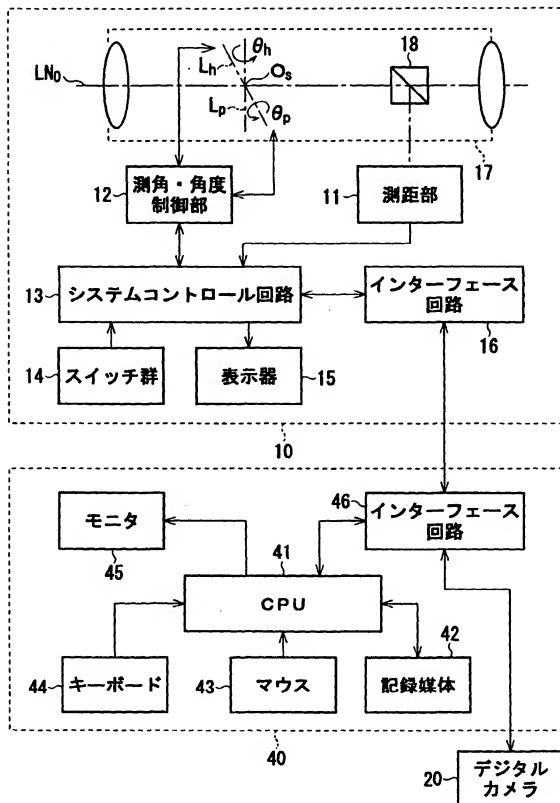 18
θh
Lh
Os
LN0
Lp
θp
17
12
測角・角度
制御部
11
測距部
13
システムコントロール回路
インターフェース
回路
16
14
スイッチ群
表示器
15
10
46
インターフェース
回路
モニタ
45
41
CPU
42
44
キーボード
43
マウス
記録媒体
40
20
デジタル
カメラ